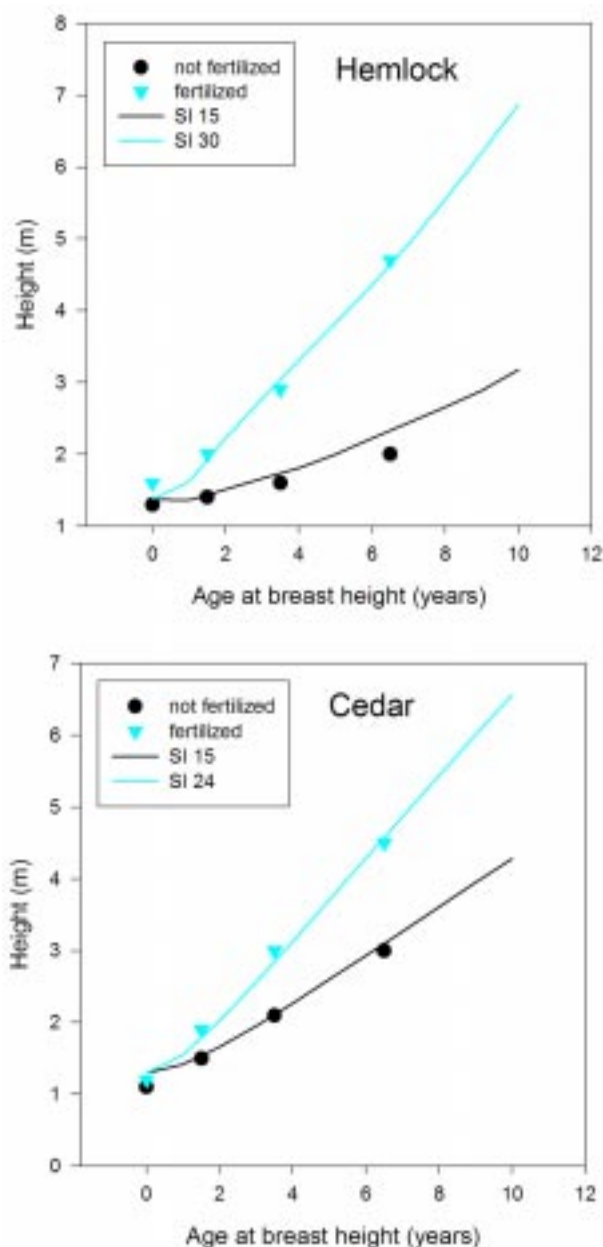 8
7
6
5
4
3
2
1
Height (m)
not fertilized
fertilized
SI 15
SI 30
Hemlock
0 2 4 6 8 10 12
Age at breast height (years)
7
6
5
4
3
2
1
0
Height (m)
not fertilized
fertilized
SI 15
SI 24
Cedar
0 2 4 6 8 10 12
Age at breast height (years)